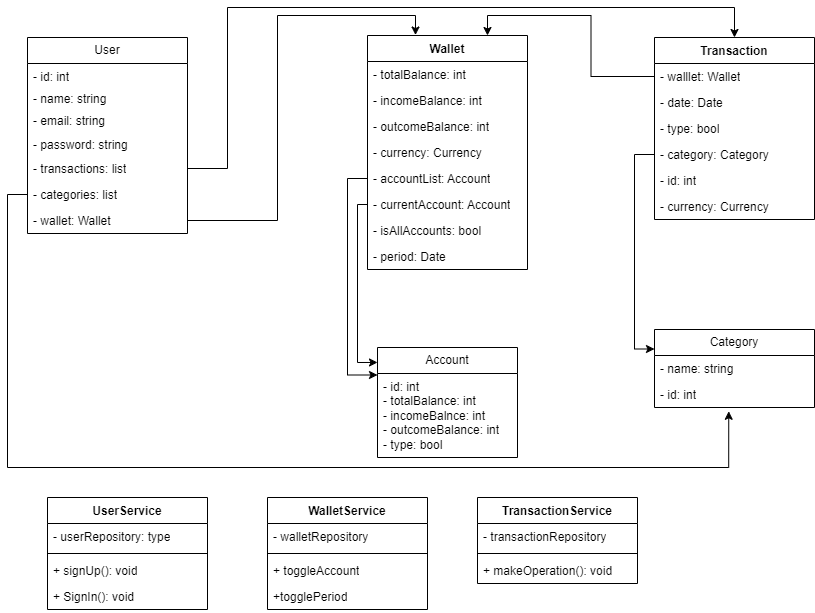 User
- id: int
- name: string
- email: string
- password: string
- transactions: list
- categories: list
- wallet: Wallet
Wallet
- totalBalance: int
- incomeBalance: int
- outcomeBalance: int
- currency: Currency
- accountList: Account
- currentAccount: Account
- isAllAccounts: bool
- period: Date
Transaction
- walllet: Wallet
- date: Date
- type: bool
- category: Category
- id: int
- currency: Currency
Account
- id: int
- totalBalance: int
- incomeBalnce: int
- outcomeBalance: int
- type: bool
Category
- name: string
- id: int
UserService
- userRepository: type
+ signUp(): void
+ SignIn(): void
WalletService
- walletRepository
+ toggleAccount
+togglePeriod
TransactionService
- transactionRepository
+ makeOperation(): void